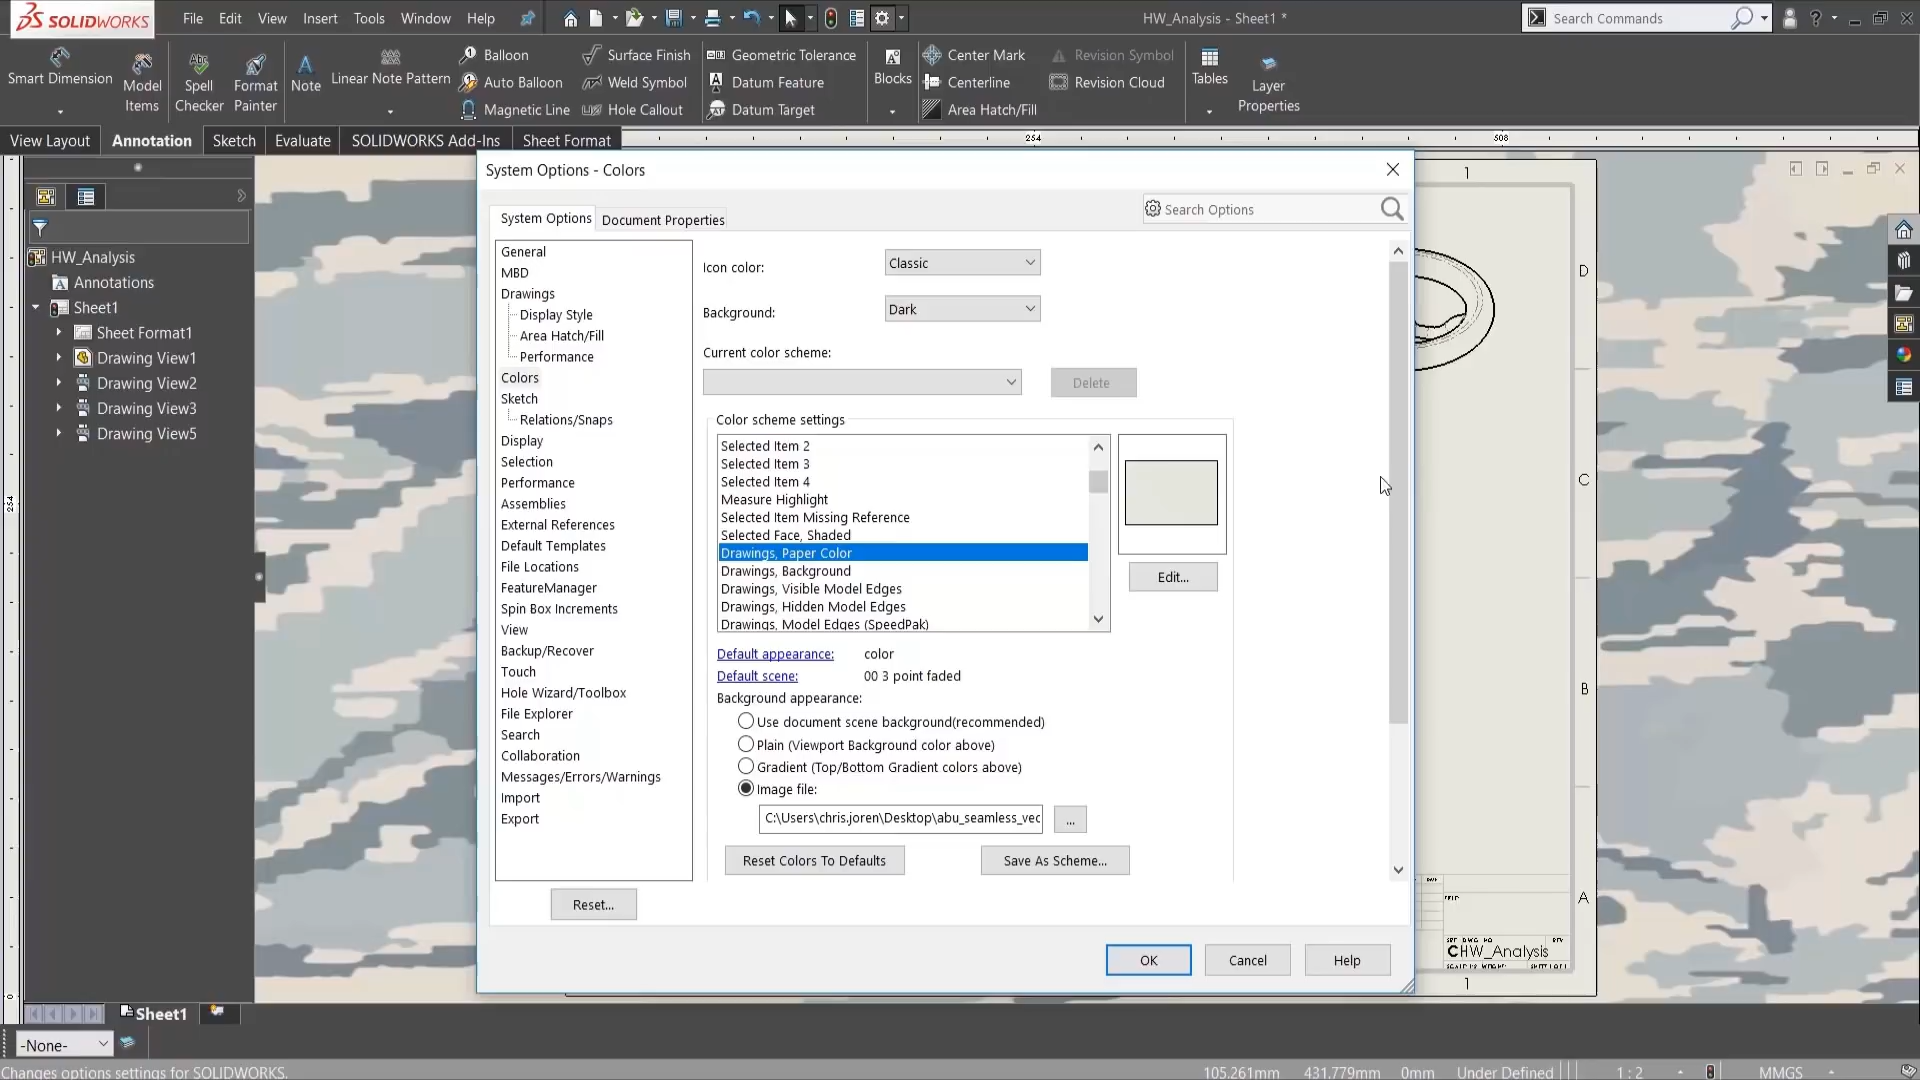 SOLIDWORKS File Edit View Insert Tools Window Help HW_Analysis - Sheet1 * Search Commands
Smart Dimension
Model Items
Spell Checker
Format Painter
Note
Linear Note Pattern
Balloon
Auto Balloon
Magnetic Line
Surface Finish
Weld Symbol
Hole Callout
Geometric Tolerance
Datum Feature
Datum Target
Blocks
Center Mark
Centerline
Area Hatch/Fill
Revision Symbol
Revision Cloud
Tables
Layer Properties
View Layout Annotation Sketch Evaluate SOLIDWORKS Add-Ins Sheet Format
254 508
HW_Analysis
Annotations
Sheet1
Sheet Format1
Drawing View1
Drawing View2
Drawing View3
Drawing View5
254
0
System Options - Colors
System Options Document Properties
Search Options
General
MBD
Drawings
Display Style
Area Hatch/Fill
Performance
Colors
Sketch
Relations/Snaps
Display
Selection
Performance
Assemblies
External References
Default Templates
File Locations
FeatureManager
Spin Box Increments
View
Backup/Recover
Touch
Hole Wizard/Toolbox
File Explorer
Search
Collaboration
Messages/Errors/Warnings
Import
Export
Reset...
Icon color: Classic
Background: Dark
Current color scheme:
Delete
Color scheme settings
Selected Item 2
Selected Item 3
Selected Item 4
Measure Highlight
Selected Item Missing Reference
Selected Face, Shaded
Drawings, Paper Color
Drawings, Background
Drawings, Visible Model Edges
Drawings, Hidden Model Edges
Drawings, Model Edges (SpeedPak)
Edit...
Default appearance: color
Default scene: 00 3 point faded
Background appearance:
Use document scene background(recommended)
Plain (Viewport Background color above)
Gradient (Top/Bottom Gradient colors above)
Image file:
C:\Users\chris.joren\Desktop\abu_seamless_vec ...
Reset Colors To Defaults Save As Scheme...
OK Cancel Help
1
D
C
B
A
CHW_Analysis
1
Sheet1
-None-
Changes options settings for SOLIDWORKS. 105.261mm 431.779mm 0mm Under Defined 1 : 2 MMGS